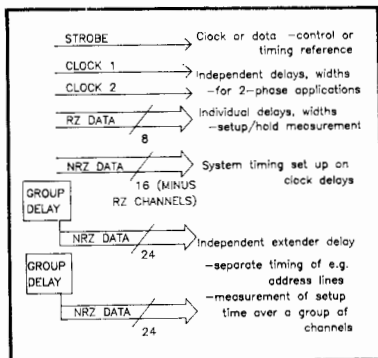 STROBE
Clock or data -control or
timing reference
CLOCK 1
Independent delays, widths
CLOCK 2
-for 2-phase applications
RZ DATA
8
Individual delays, widths
-setup/hold measurement
NRZ DATA
16 (MINUS
RZ CHANNELS)
System timing set up on
clock delays
GROUP
DELAY
NRZ DATA
24
Independent extender delay
-separate timing of e.g.
address lines
GROUP
DELAY
-measurement of setup
time over a group of
channels
NRZ DATA
24